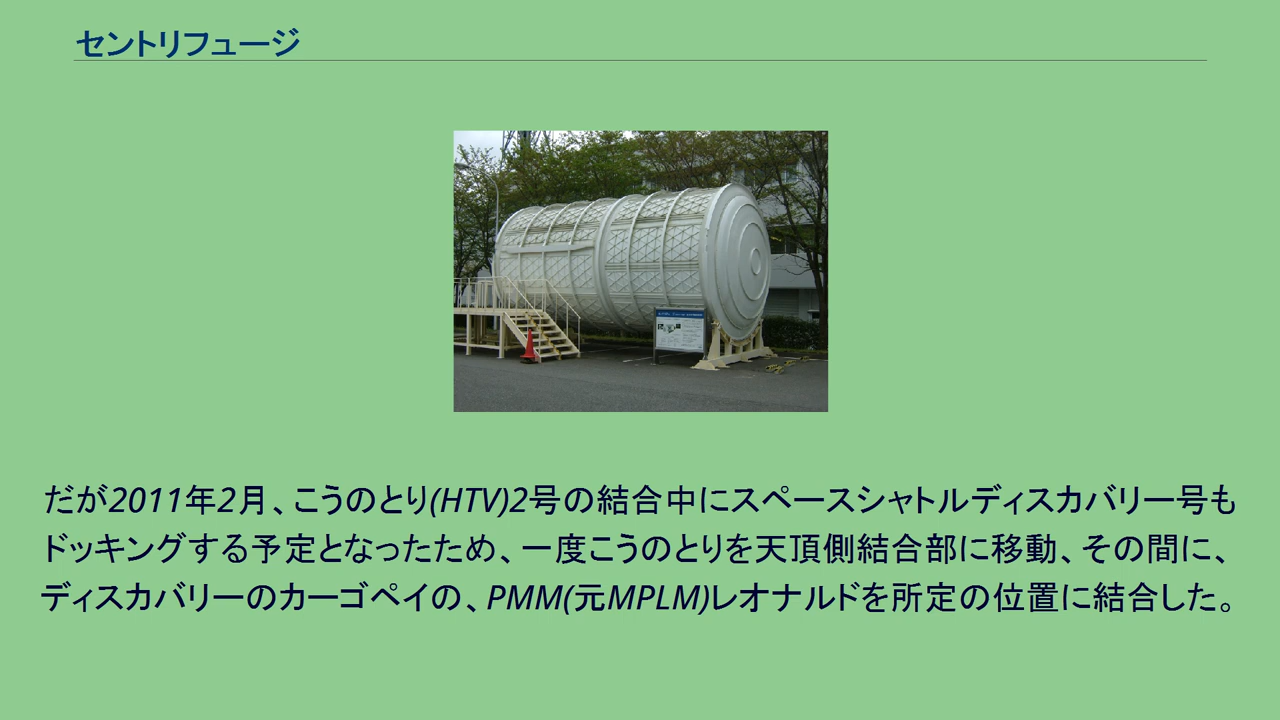 セントリフュージ
だが2011年2月、こうのとり(HTV)2号の結合中にスペースシャトルディスカバリー号も
ドッキングする予定となったため、一度こうのとりを天頂側結合部に移動、その間に、
ディスカバリーのカーゴペイの、PMM(元MPLM)レオナルドを所定の位置に結合した。